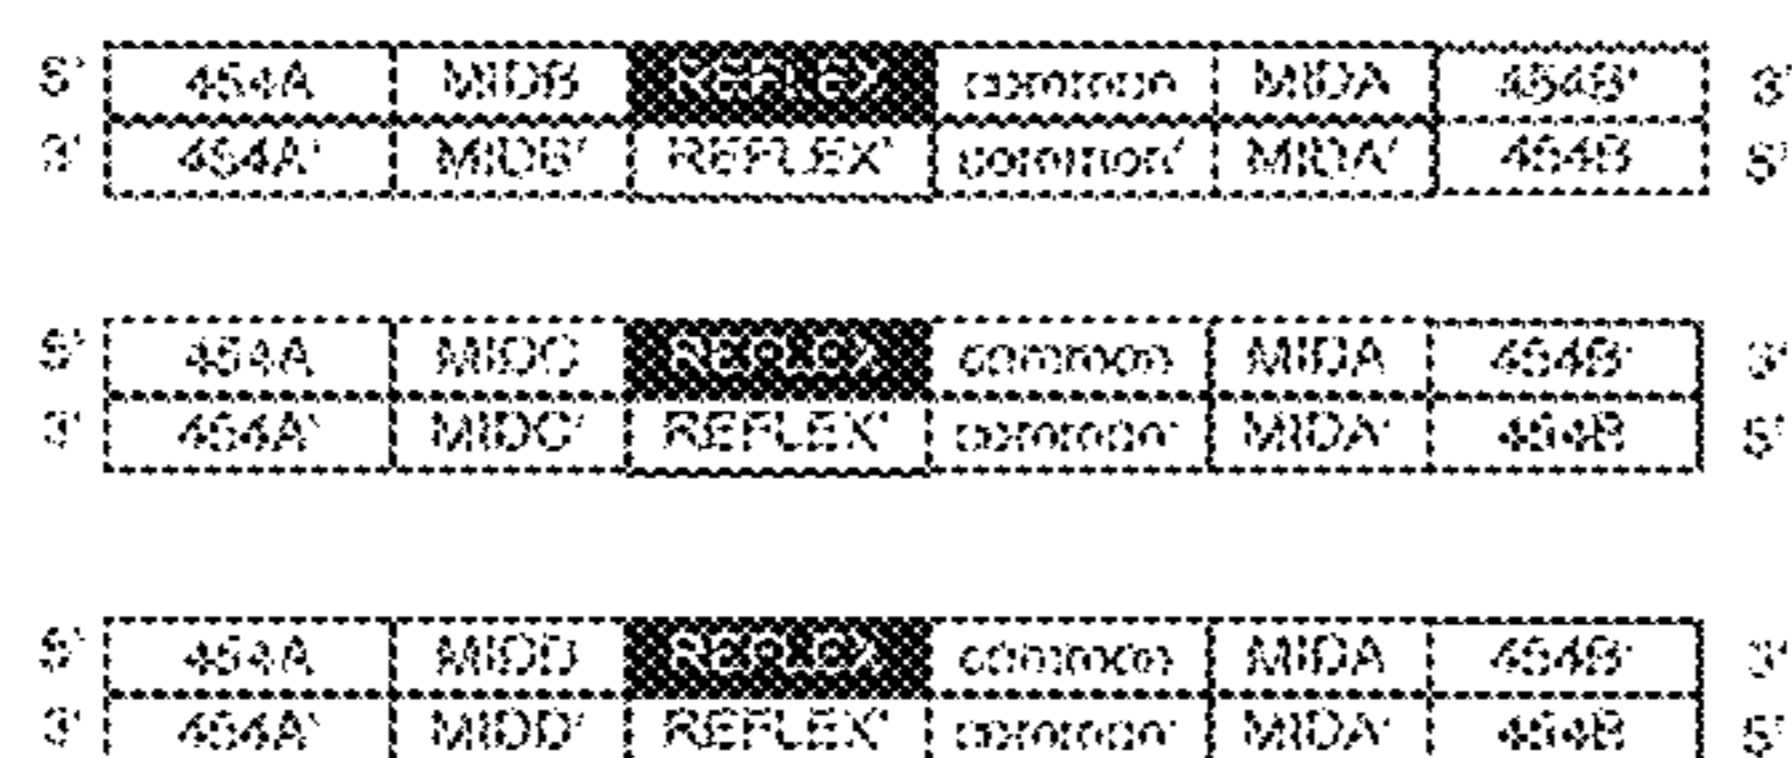 5' 454A MIDB REFLEX common MIDA 454B' 3'
3' 454A' MIDB' REFLEX' common' MIDA' 454B 5'
5' 454A MIDC REFLEX common MIDA 454B' 3'
3' 454A' MIDC' REFLEX' common' MIDA' 454B 5'
5' 454A MIDD REFLEX common MIDA 454B' 3'
3' 454A' MIDD' REFLEX' common' MIDA' 454B 5'